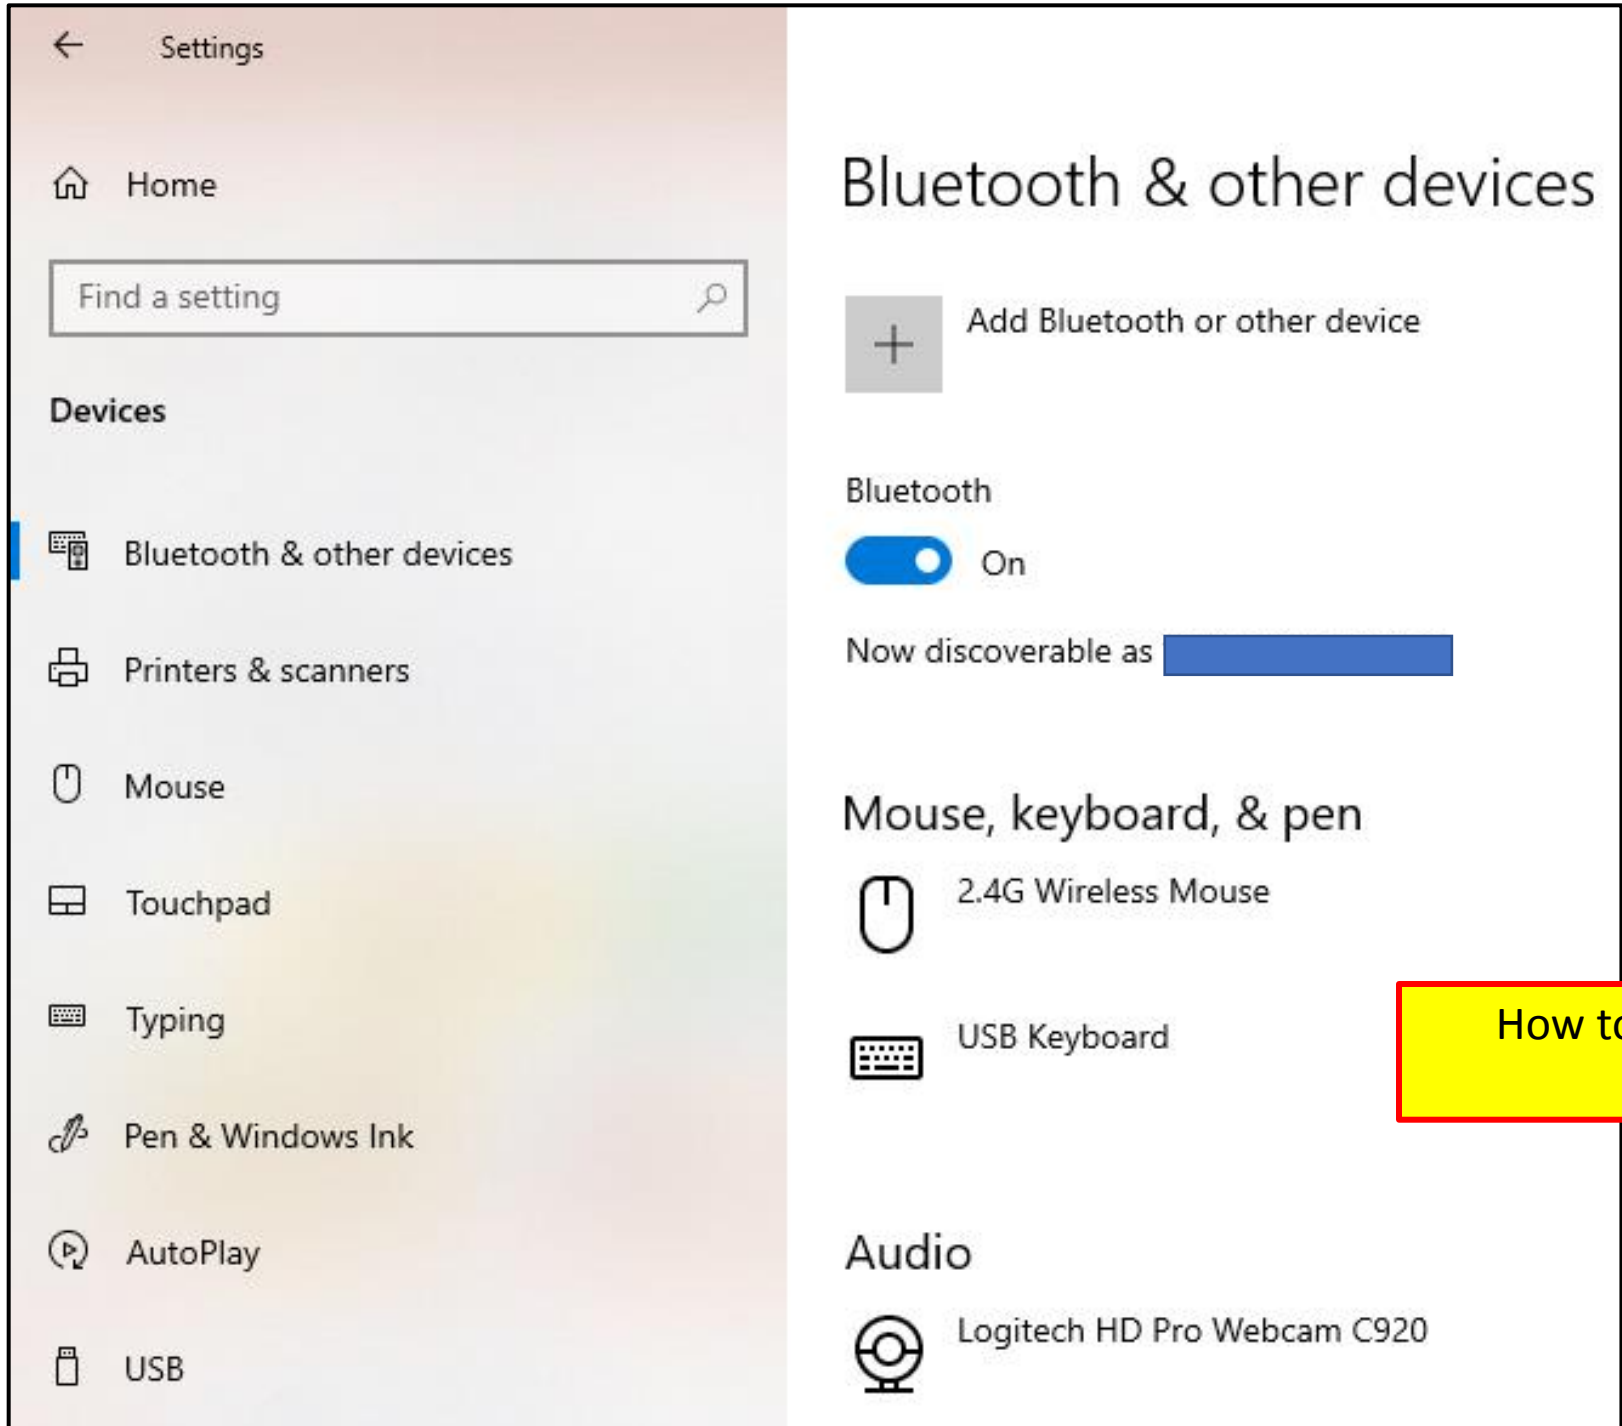 Settings
Home
Find a setting
Devices
Bluetooth & other devices
Printers & scanners
Mouse
Touchpad
Typing
Pen & Windows Ink
AutoPlay
USB
Bluetooth & other devices
Add Bluetooth or other device
Bluetooth
On
Now discoverable as
Mouse, keyboard, & pen
2.4G Wireless Mouse
USB Keyboard
How to
Audio
Logitech HD Pro Webcam C920